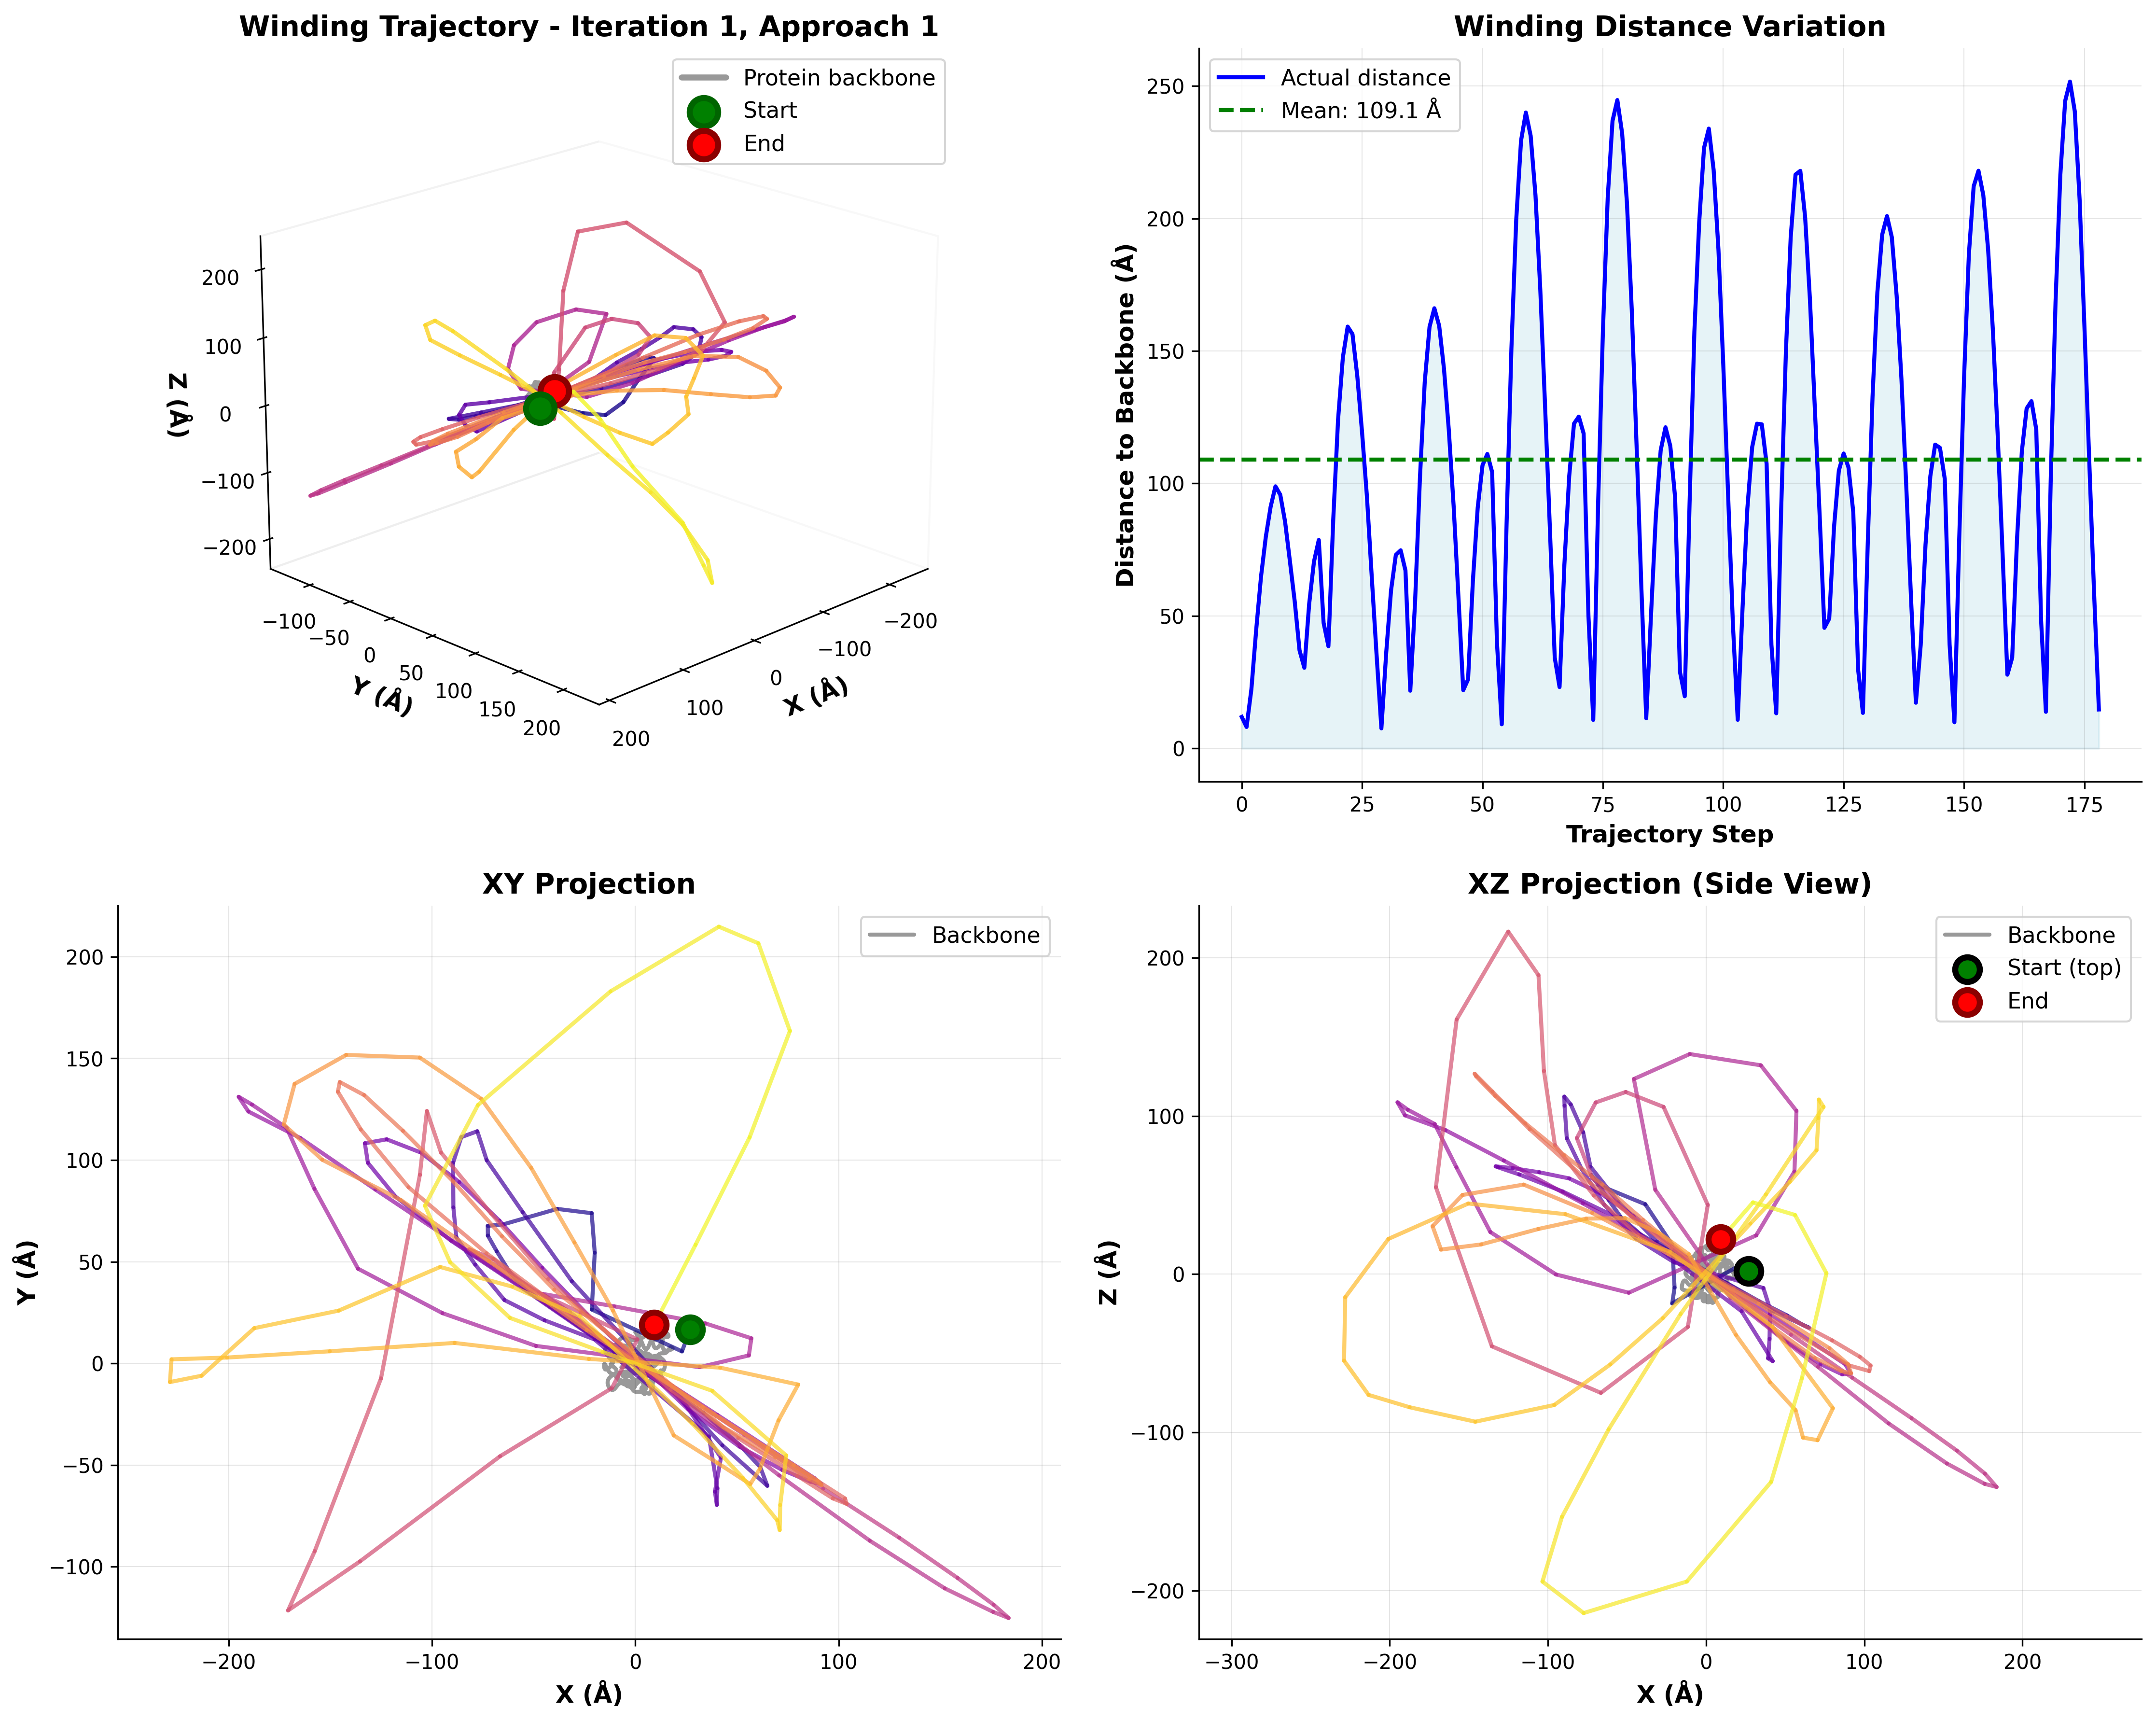 Winding Trajectory - Iteration 1, Approach 1
Protein backbone
Start
End
200
100
0
−100
−200
Z (Å)
−100
−50
0
50
100
150
200
Y (Å)
200
100
0
−100
−200
X (Å)
Winding Distance Variation
Actual distance
Mean: 109.1 Å
250
200
150
100
50
0
Distance to Backbone (Å)
0
25
50
75
100
125
150
175
Trajectory Step
XY Projection
Backbone
200
150
100
50
0
−50
−100
Y (Å)
−200
−100
0
100
200
X (Å)
XZ Projection (Side View)
Backbone
Start (top)
End
200
100
0
−100
−200
Z (Å)
−300
−200
−100
0
100
200
X (Å)